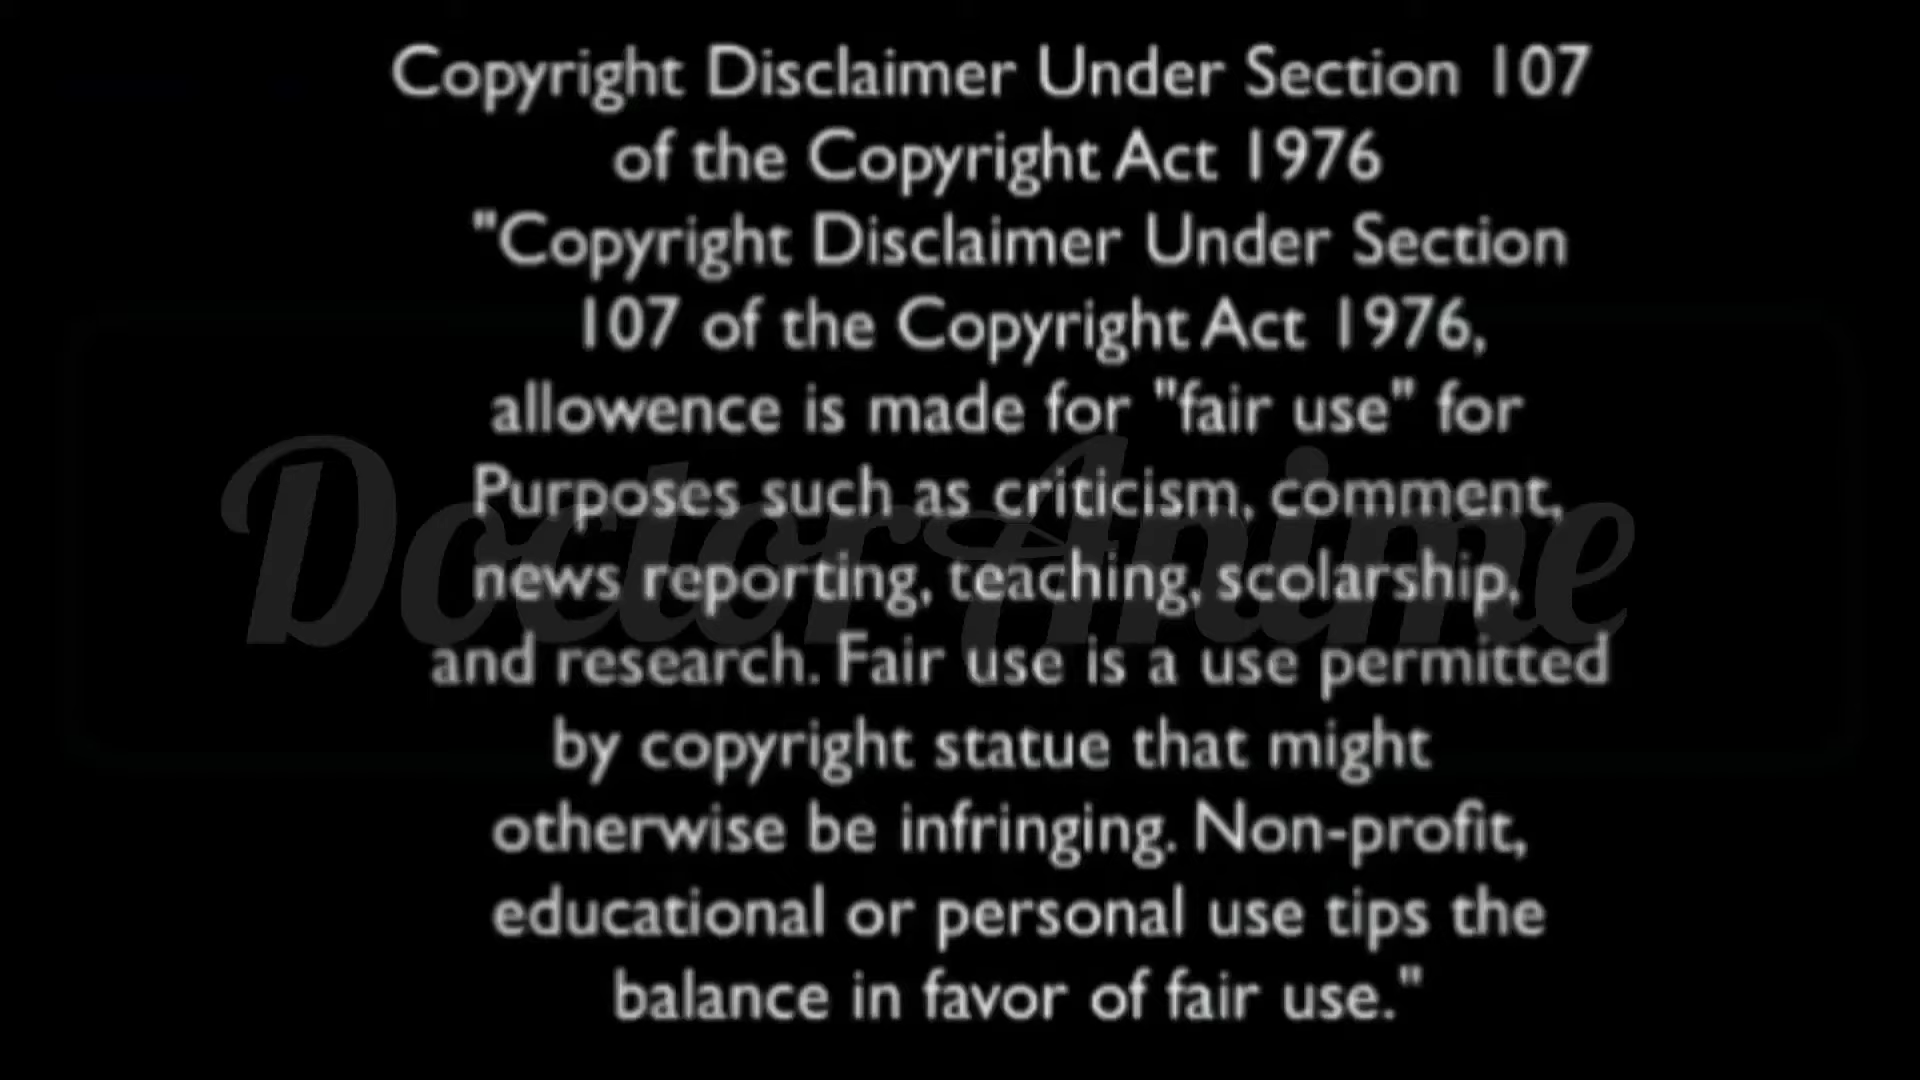 Copyright Disclaimer Under Section 107
of the Copyright Act 1976
"Copyright Disclaimer Under Section
107 of the Copyright Act 1976,
allowence is made for "fair use" for
Purposes such as criticism, comment,
Doctor Anime
news reporting, teaching, scolarship,
and research. Fair use is a use permitted
by copyright statue that might
otherwise be infringing. Non-profit,
educational or personal use tips the
balance in favor of fair use."